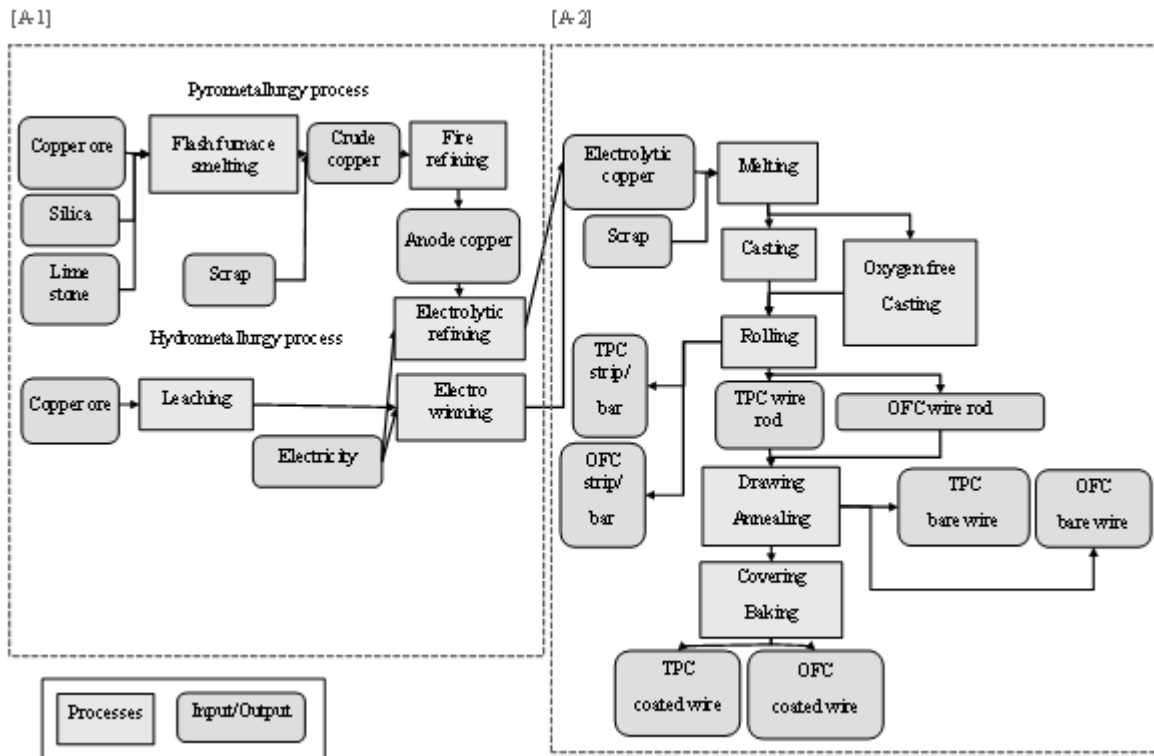 [A-1]
[A-2]
Pyrometallurgy process
Copper ore
Flash furnace
smelting
Crude
copper
Fire
refining
Silica
Lime
stone
Scrap
Anode copper
Electrolytic
refining
Hydrometallurgy process
Copper ore
Leaching
Electro
winning
Electricity
Electrolytic
copper
Melting
Scrap
Casting
Oxygen free
Casting
Rolling
TPC
strip/
bar
TPC wire
rod
OFC wire rod
OFC
strip/
bar
Drawing
Annealing
TPC
bare wire
OFC
bare wire
Covering
Baking
TPC
coated wire
OFC
coated wire
Processes
Input/Output